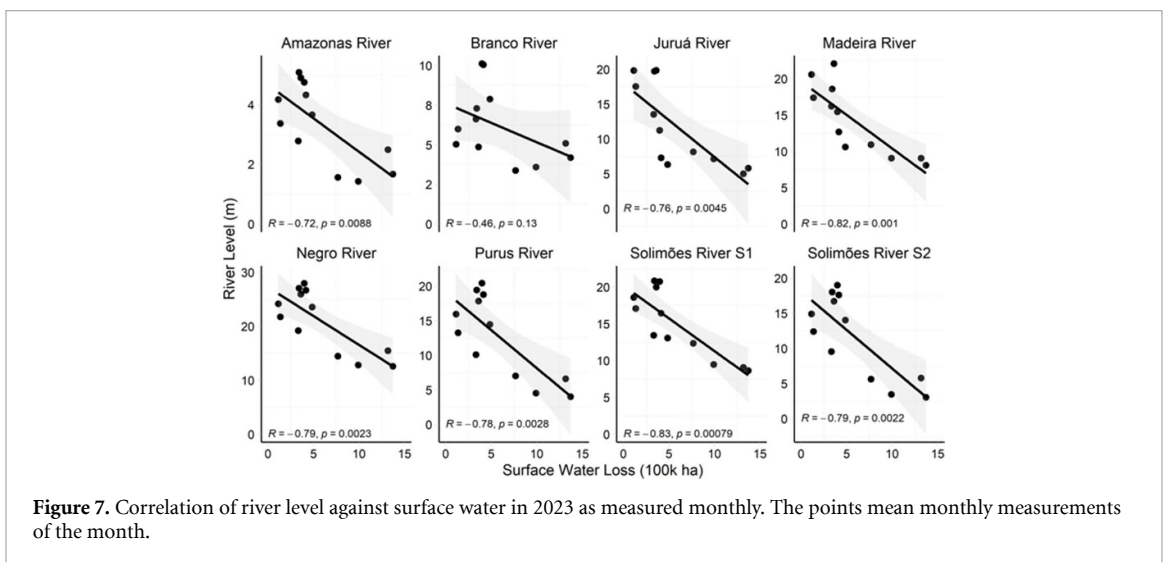 Amazonas River
Branco River
Juruá River
Madeira River
River Level (m)
4
2
0
R = −0.72, p = 0.0088
10
8
6
5
2
0
R = −0.46, p = 0.13
20
15
10
5
0
R = −0.76, p = 0.0045
20
15
10
5
0
R = −0.82, p = 0.001
Negro River
Purus River
Solimões River S1
Solimões River S2
30
20
10
0
R = −0.79, p = 0.0023
20
15
10
5
0
R = −0.78, p = 0.0028
20
15
10
5
0
R = −0.83, p = 0.00079
20
15
10
5
0
R = −0.79, p = 0.0022
0 5 10 15
0 5 10 15
0 5 10 15
0 5 10 15
Surface Water Loss (100k ha)
Figure 7. Correlation of river level against surface water in 2023 as measured monthly. The points mean monthly measurements
of the month.